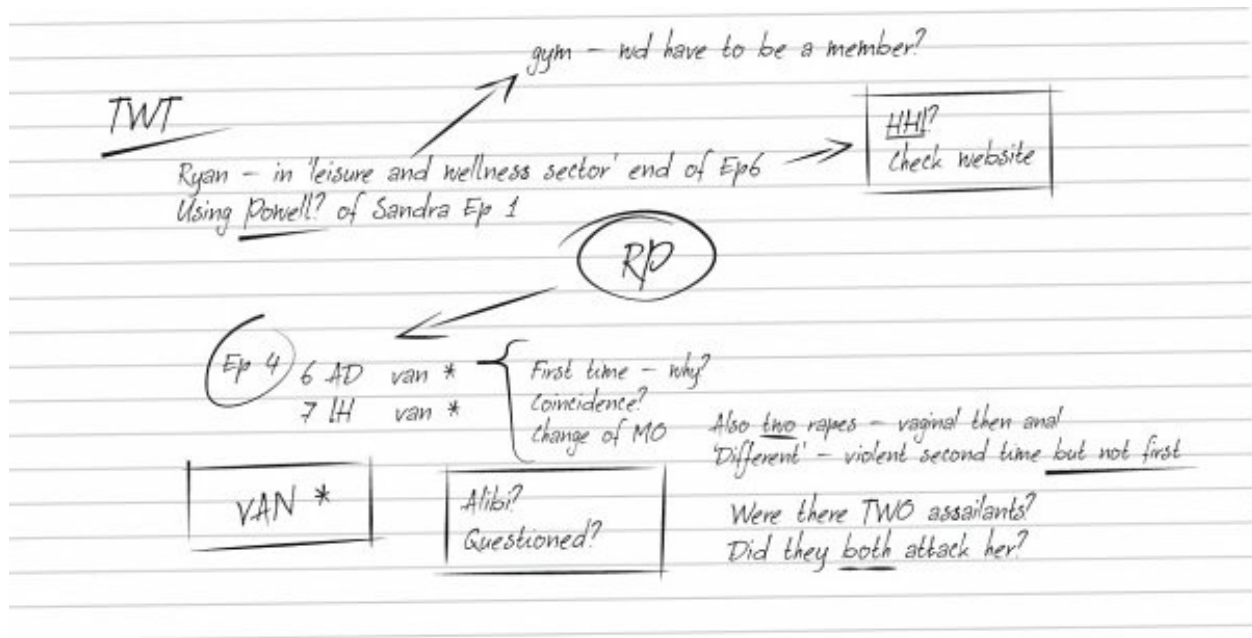 gym – wd have to be a member?
TWT
HHI?
Check website
Ryan – in 'leisure and wellness sector' end of Ep6
Using Powell? of Sandra Ep 1
RP
Ep 4
6 AD van *
7 LH van *
First time – why?
Coincidence?
Change of MO
Also two rapes – vaginal then anal
'Different' – violent second time but not first
VAN *
Alibi?
Questioned?
Were there TWO assailants?
Did they both attack her?